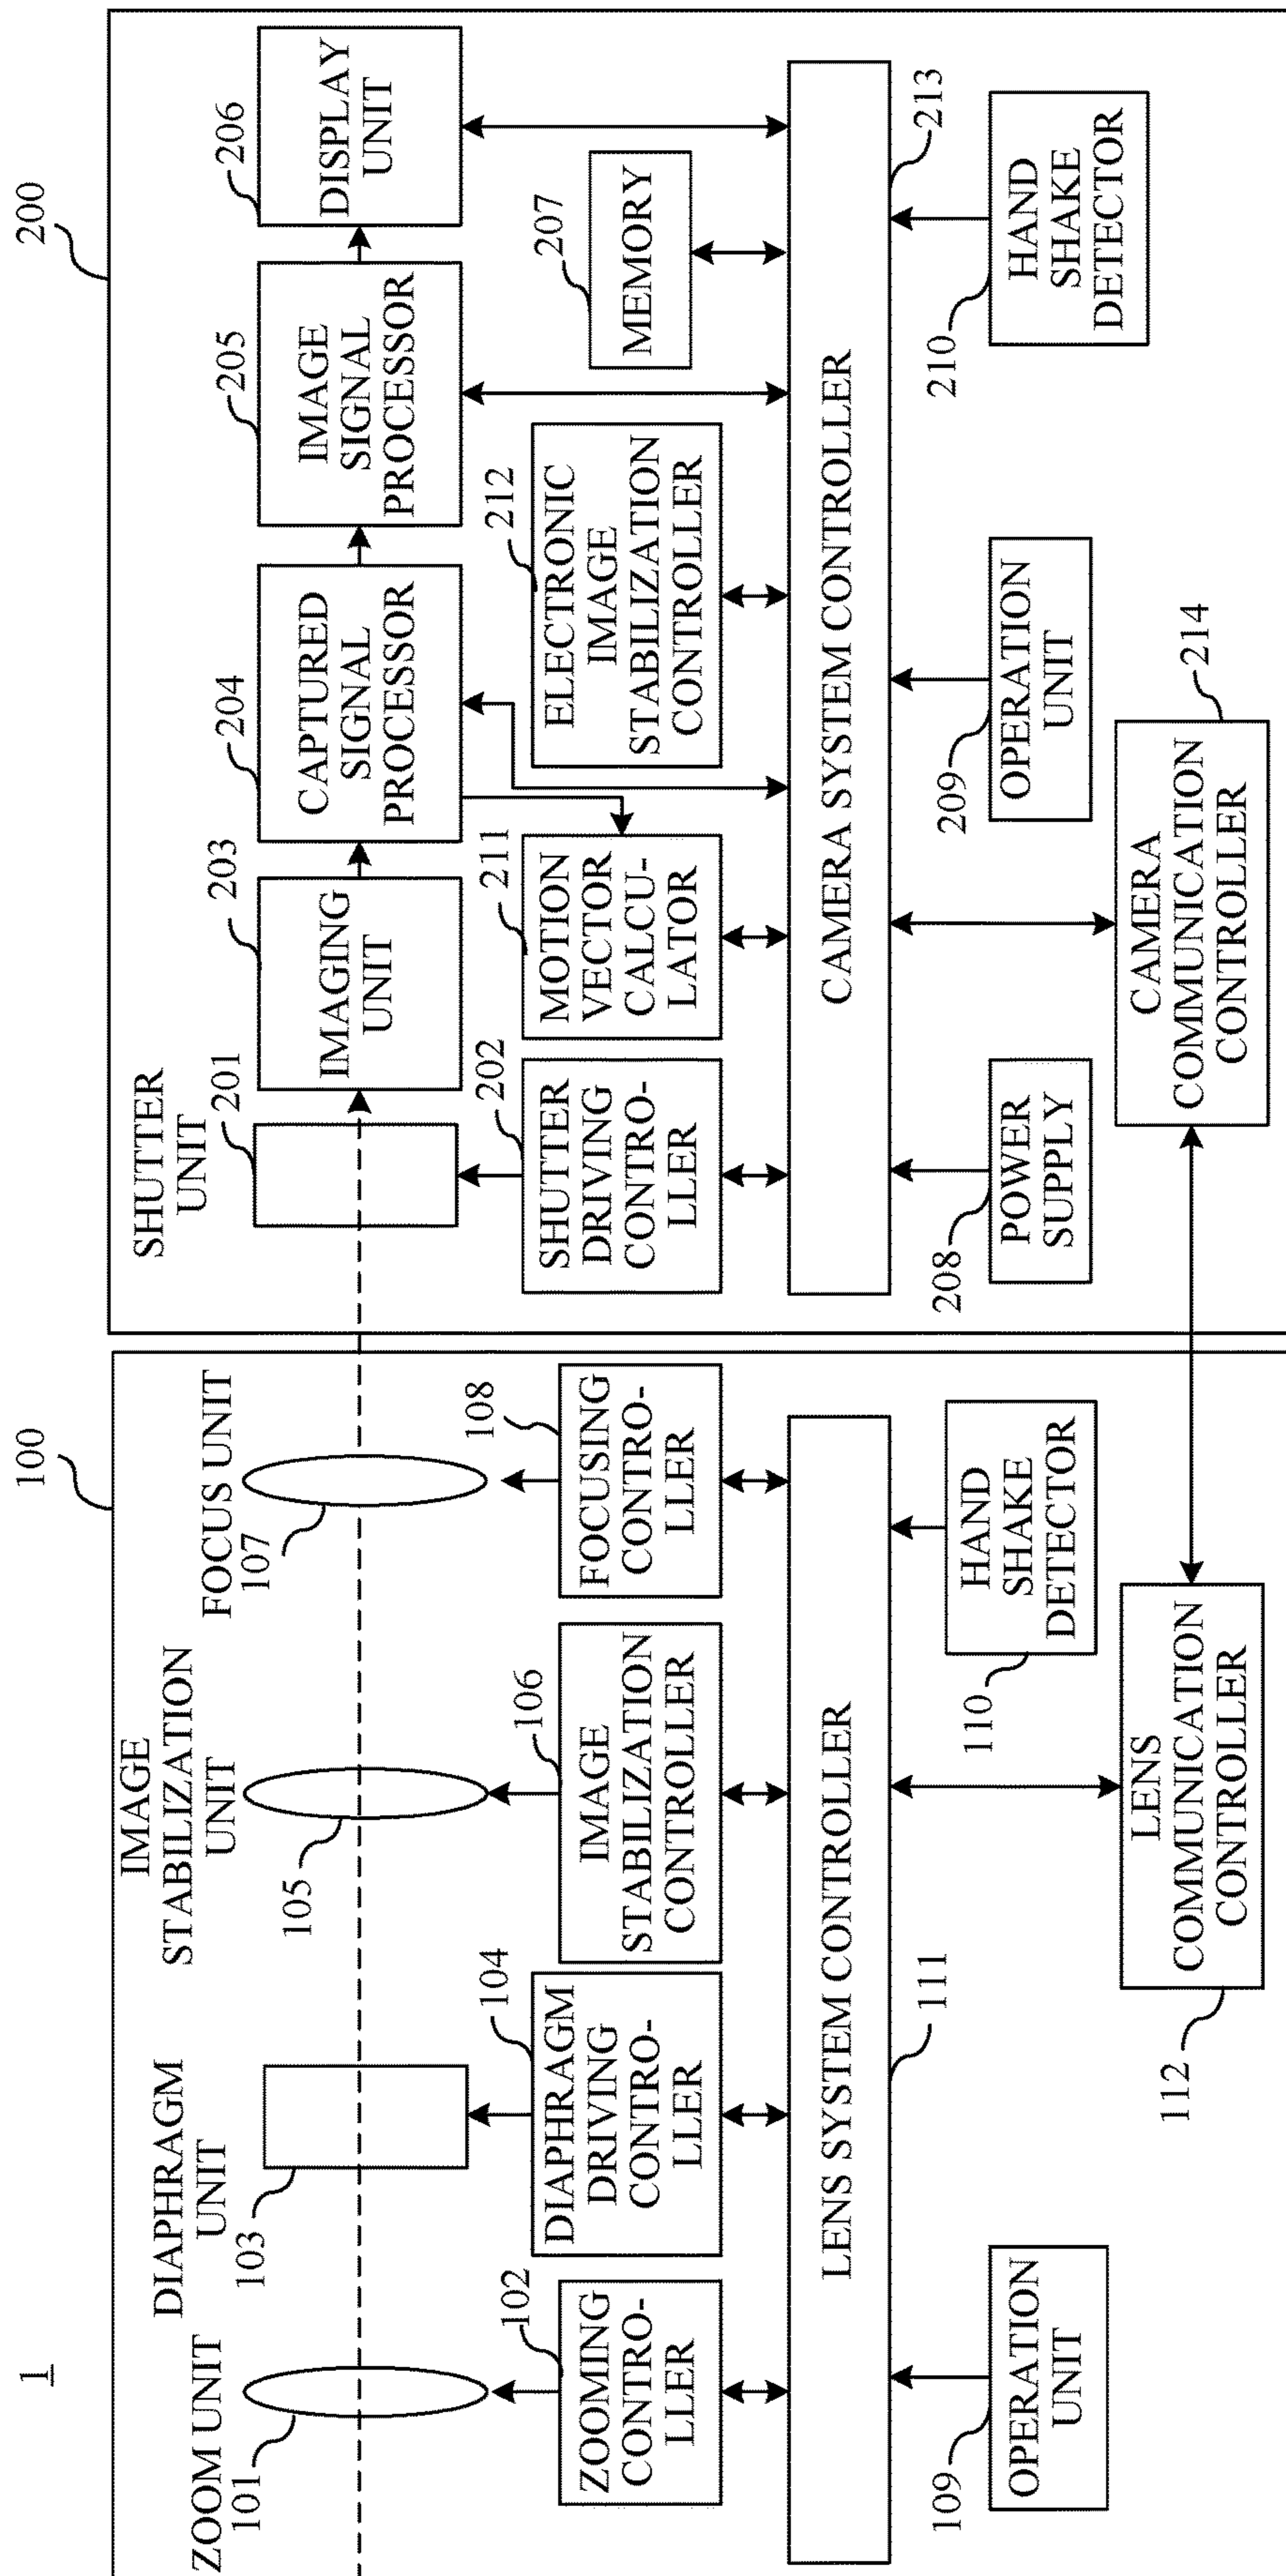 1
100
ZOOM UNIT
101
DIAPHRAGM
UNIT
103
IMAGE
STABILIZATION
UNIT
105
FOCUS UNIT
107
102
ZOOMING
CONTRO-
LLER
104
DIAPHRAGM
DRIVING
CONTRO-
LLER
106
IMAGE
STABILIZATION
CONTROLLER
108
FOCUSING
CONTRO-
LLER
LENS SYSTEM CONTROLLER
111
109
OPERATION
UNIT
110
HAND
SHAKE
DETECTOR
112
LENS
COMMUNICATION
CONTROLLER
200
SHUTTER
UNIT
201
203
IMAGING
UNIT
204
CAPTURED
SIGNAL
PROCESSOR
205
IMAGE
SIGNAL
PROCESSOR
206
DISPLAY
UNIT
202
SHUTTER
DRIVING
CONTRO-
LLER
211
MOTION
VECTOR
CALCU-
LATOR
212
ELECTRONIC
IMAGE
STABILIZATION
CONTROLLER
207
MEMORY
CAMERA SYSTEM CONTROLLER
213
208
POWER
SUPPLY
209
OPERATION
UNIT
210
HAND
SHAKE
DETECTOR
214
CAMERA
COMMUNICATION
CONTROLLER